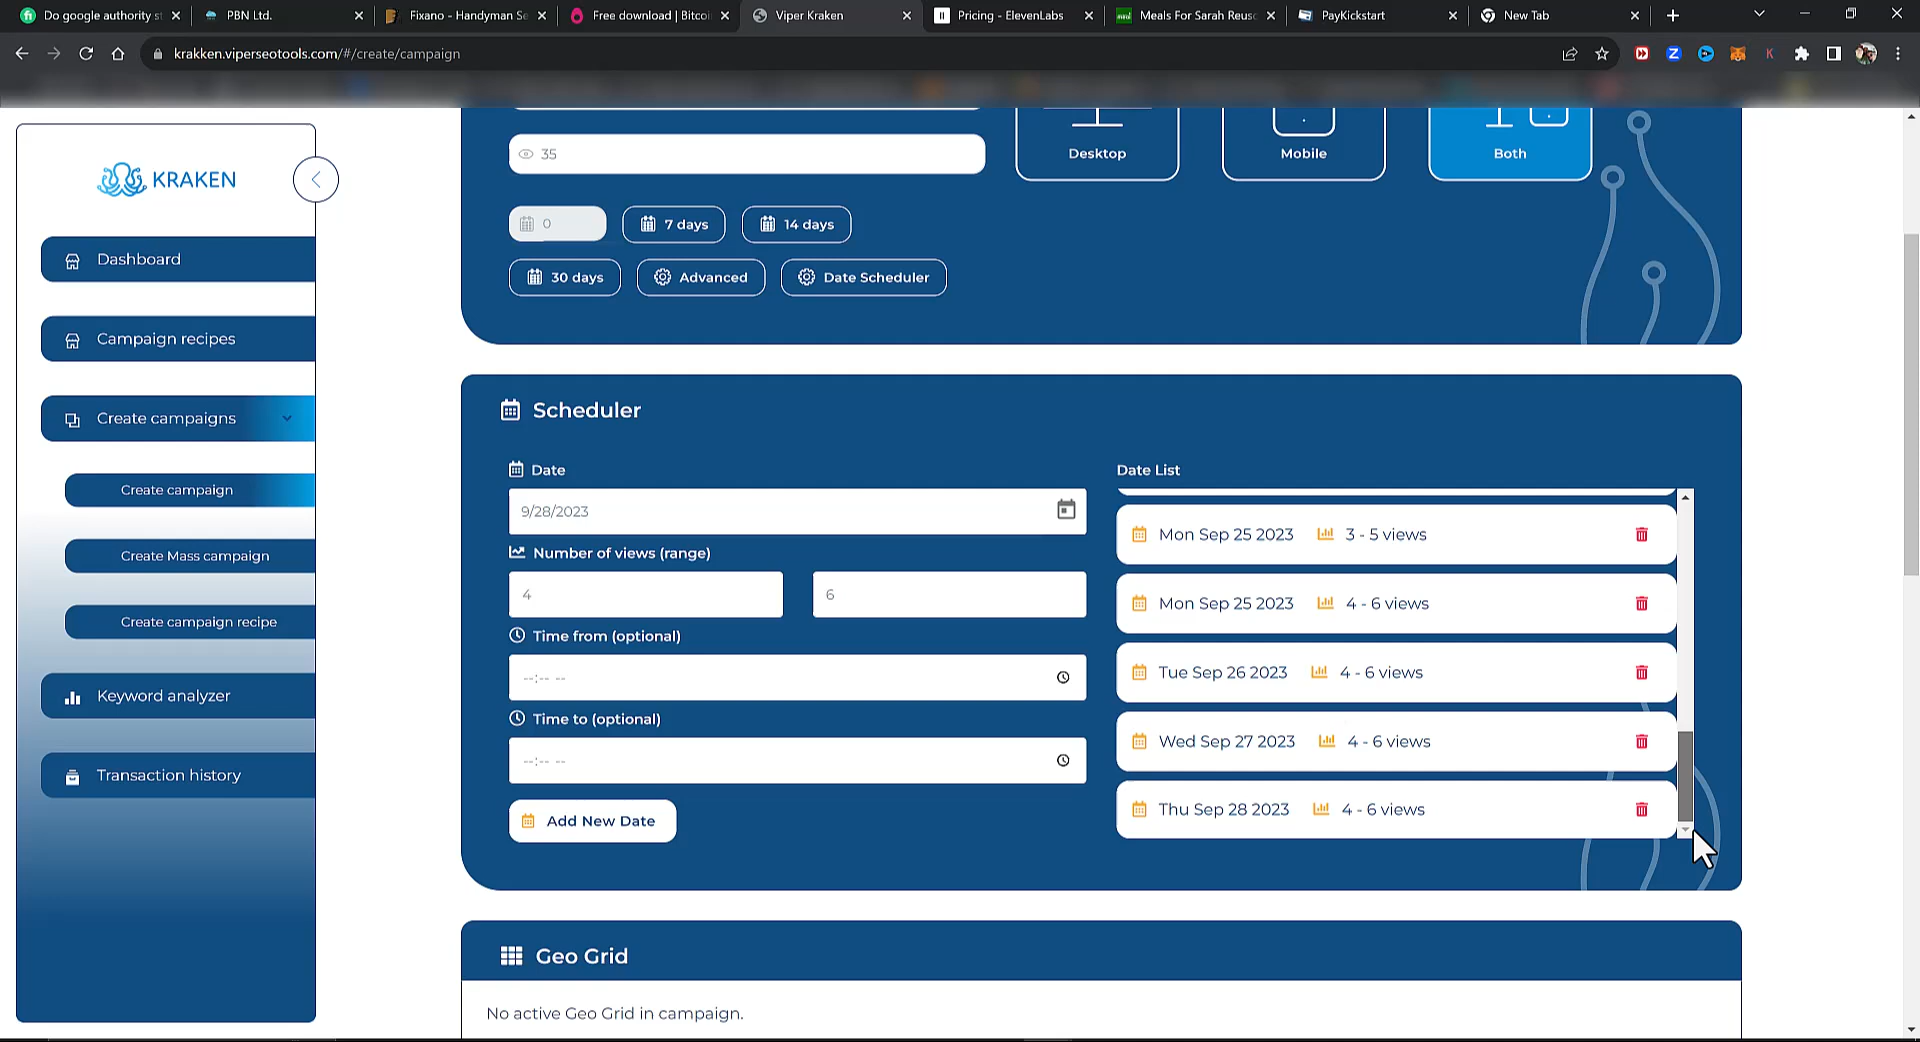 Do google authority st
PBN Ltd.
Fixano - Handyman Se
Free download | Bitcoi
Viper Kraken
Pricing - ElevenLabs
Meals For Sarah Reusc
PayKickstart
New Tab
krakken.viperseotools.com/#/create/campaign
KRAKEN
Dashboard
Campaign recipes
Create campaigns
Create campaign
Create Mass campaign
Create campaign recipe
Keyword analyzer
Transaction history
35
Desktop
Mobile
Both
0
7 days
14 days
30 days
Advanced
Date Scheduler
Scheduler
Date
9/28/2023
Number of views (range)
4
6
Time from (optional)
--:-- --
Time to (optional)
--:-- --
Add New Date
Date List
Mon Sep 25 2023 3 - 5 views
Mon Sep 25 2023 4 - 6 views
Tue Sep 26 2023 4 - 6 views
Wed Sep 27 2023 4 - 6 views
Thu Sep 28 2023 4 - 6 views
Geo Grid
No active Geo Grid in campaign.